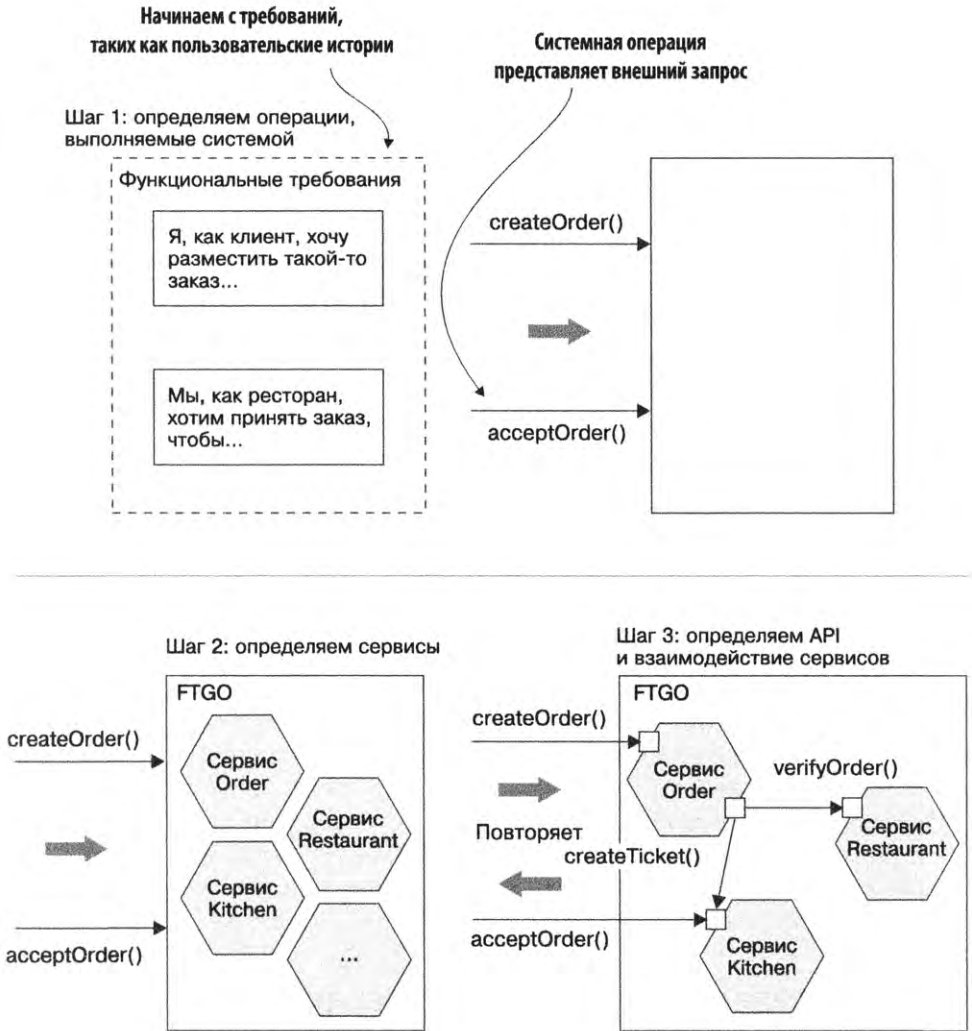 Начинаем с требований,
таких как пользовательские истории
Системная операция
представляет внешний запрос
Шаг 1: определяем операции,
выполняемые системой
Функциональные требования
Я, как клиент, хочу
разместить такой-то
заказ...
Мы, как ресторан,
хотим принять заказ,
чтобы...
createOrder()
acceptOrder()
Шаг 2: определяем сервисы
FTGO
createOrder()
acceptOrder()
Сервис
Order
Сервис
Restaurant
Сервис
Kitchen
...
Шаг 3: определяем API
и взаимодействие сервисов
FTGO
createOrder()
Повторяет
acceptOrder()
Сервис
Order
verifyOrder()
Сервис
Restaurant
createTicket()
Сервис
Kitchen